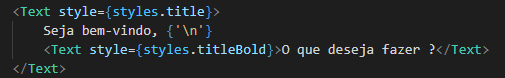 <Text style={styles.title}>
Seja bem-vindo, {'\n'}
<Text style={styles.titleBold}>O que deseja fazer ?</Text>
</Text>